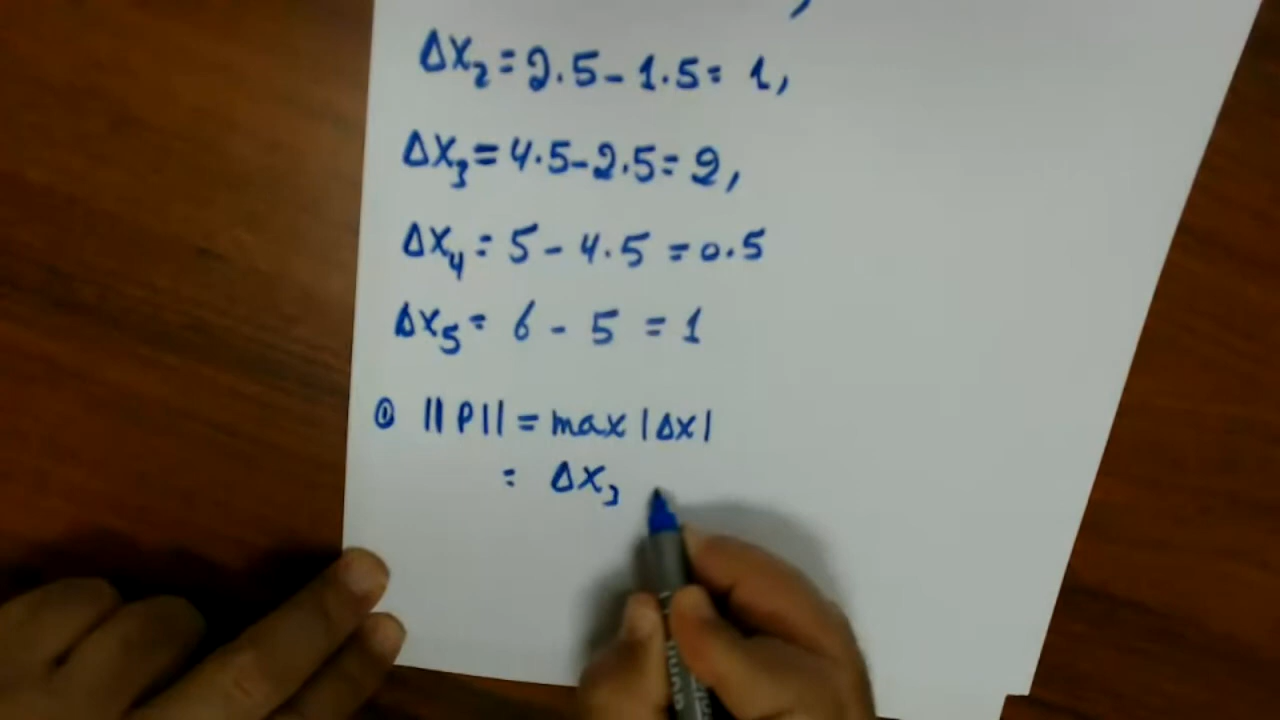 Δx₂ = 2.5 - 1.5 = 1,
Δx₃ = 4.5 - 2.5 = 2,
Δx₄ = 5 - 4.5 = 0.5
Δx₅ = 6 - 5 = 1
① ||P|| = max |Δx|
= Δx₃